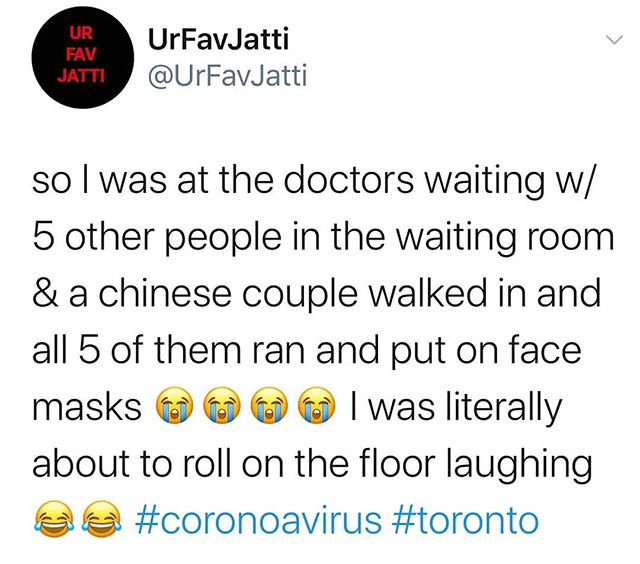 UR
FAV
JATTI
UrFavJatti
@UrFavJatti
so I was at the doctors waiting w/
5 other people in the waiting room
& a chinese couple walked in and
all 5 of them ran and put on face
masks 😭😭😭😭 I was literally
about to roll on the floor laughing
😂😂 #coronoavirus #toronto